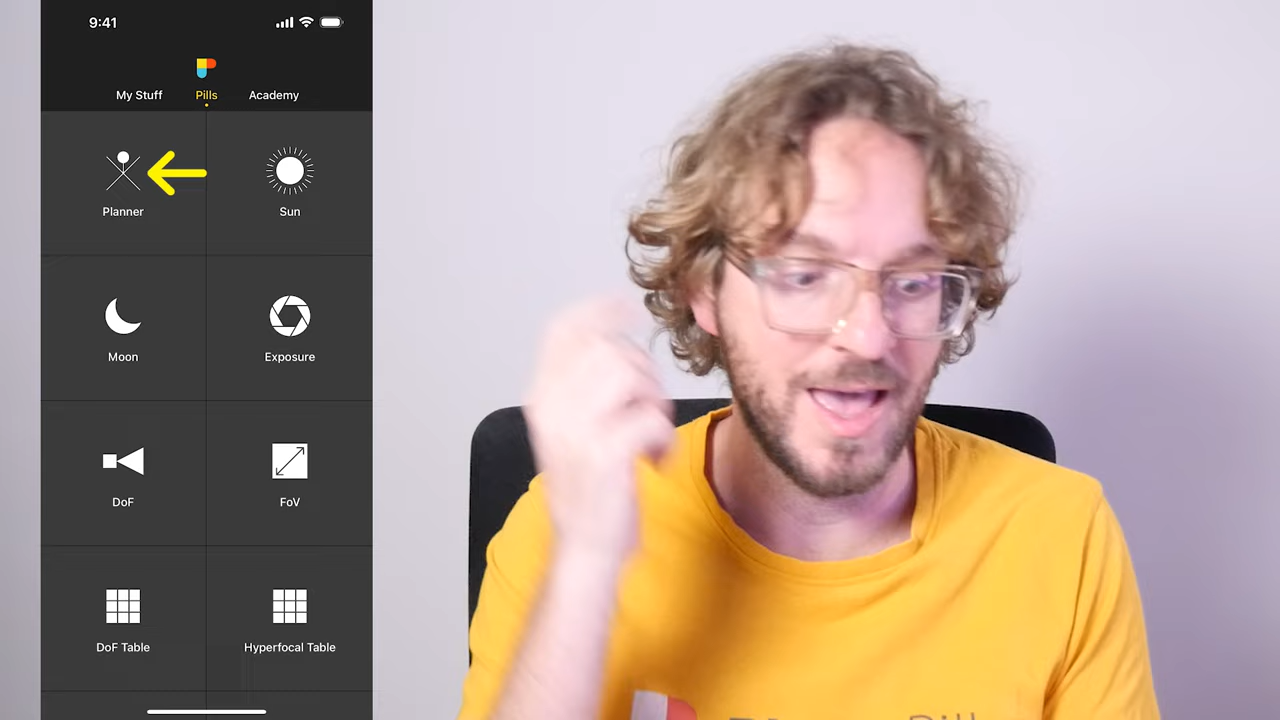 9:41
My Stuff
Pills
Academy
Planner
Sun
Moon
Exposure
DoF
FoV
DoF Table
Hyperfocal Table